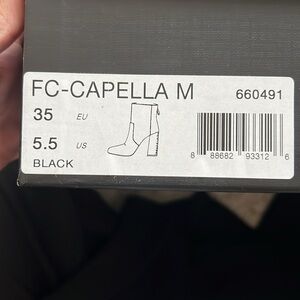 FC-CAPELLA M 660491
35 EU
5.5 US
BLACK
8 88682 93312 6